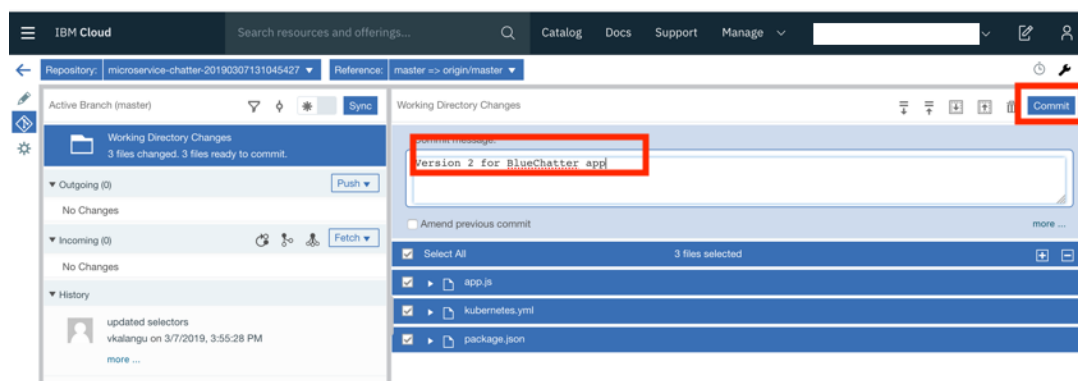 IBM Cloud
Search resources and offerings...
Catalog
Docs
Support
Manage
Repository: microservice-chatter-20190307131045427
Reference: master => origin/master
Active Branch (master)
Sync
Working Directory Changes
3 files changed. 3 files ready to commit.
Outgoing (0)
Push
No Changes
Incoming (0)
Fetch
No Changes
History
updated selectors
vkalangu on 3/7/2019, 3:55:28 PM
more ...
Working Directory Changes
Commit
Commit message:
Version 2 for BlueChatter app
Amend previous commit
more ...
Select All
3 files selected
app.js
kubernetes.yml
package.json